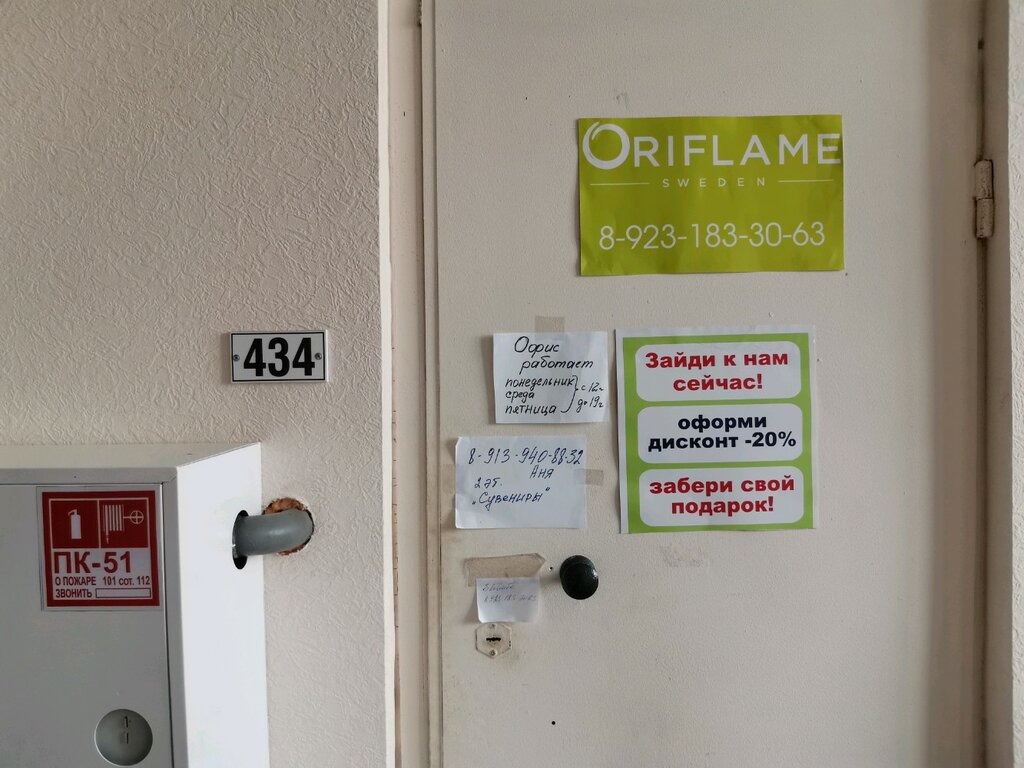 ORIFLAME
SWEDEN
8-923-183-30-63
434
Офис
работает
понедельник
среда
пятница
с 12ч
до 19ч
Зайди к нам
сейчас!
оформи
дисконт -20%
забери свой
подарок!
8-913-940-88-32
Аня
2 эт.
"Сувениры"
ПК-51
О ПОЖАРЕ 101 сот. 112
ЗВОНИТЬ